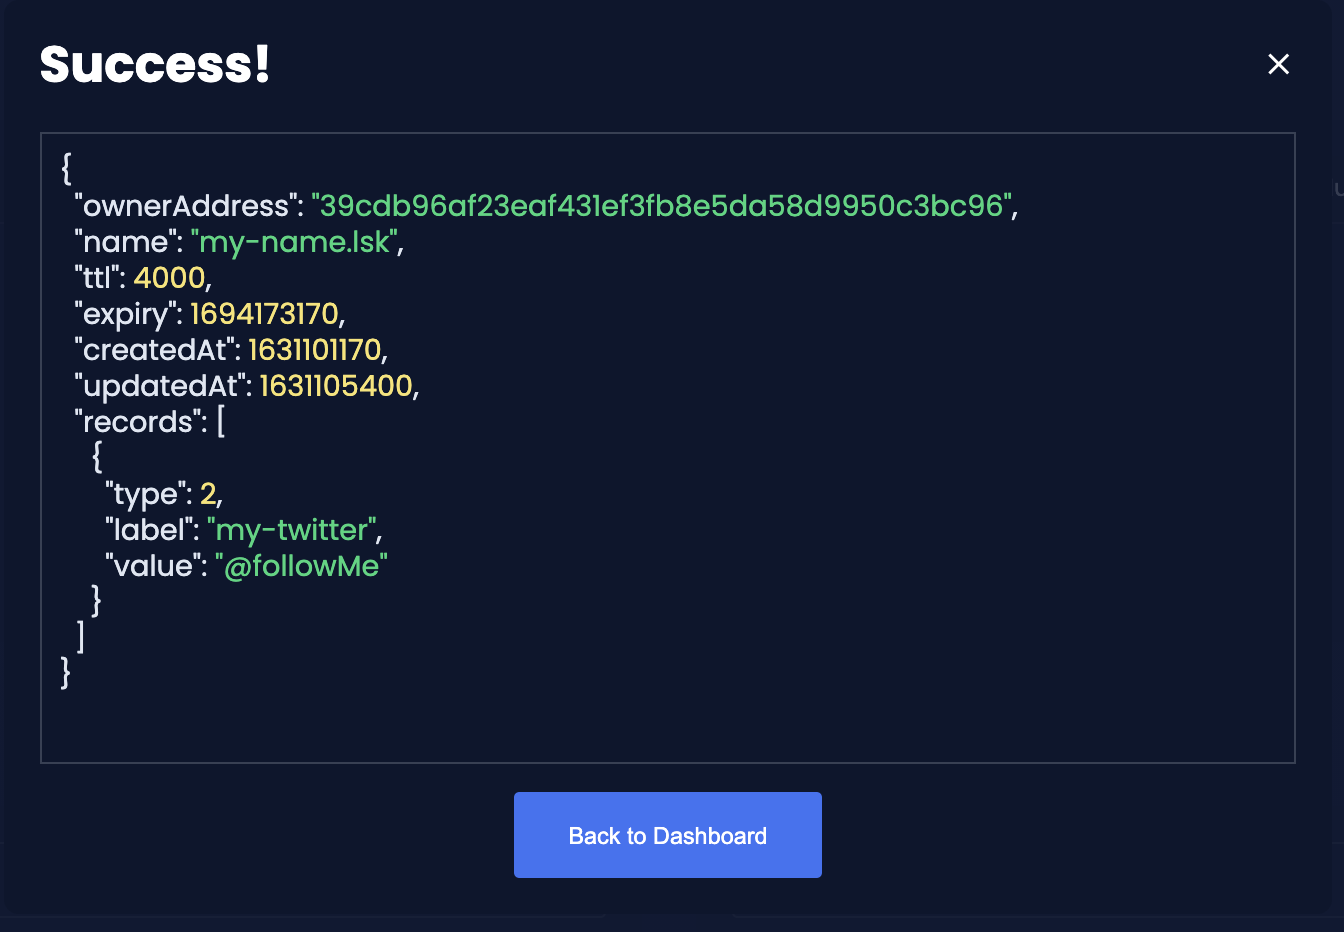 Success!
{
"ownerAddress": "39cdb96af23eaf431ef3fb8e5da58d9950c3bc96",
"name": "my-name.lsk",
"ttl": 4000,
"expiry": 1694173170,
"createdAt": 1631101170,
"updatedAt": 1631105400,
"records": [
{
"type": 2,
"label": "my-twitter",
"value": "@followMe"
}
]
}
Back to Dashboard